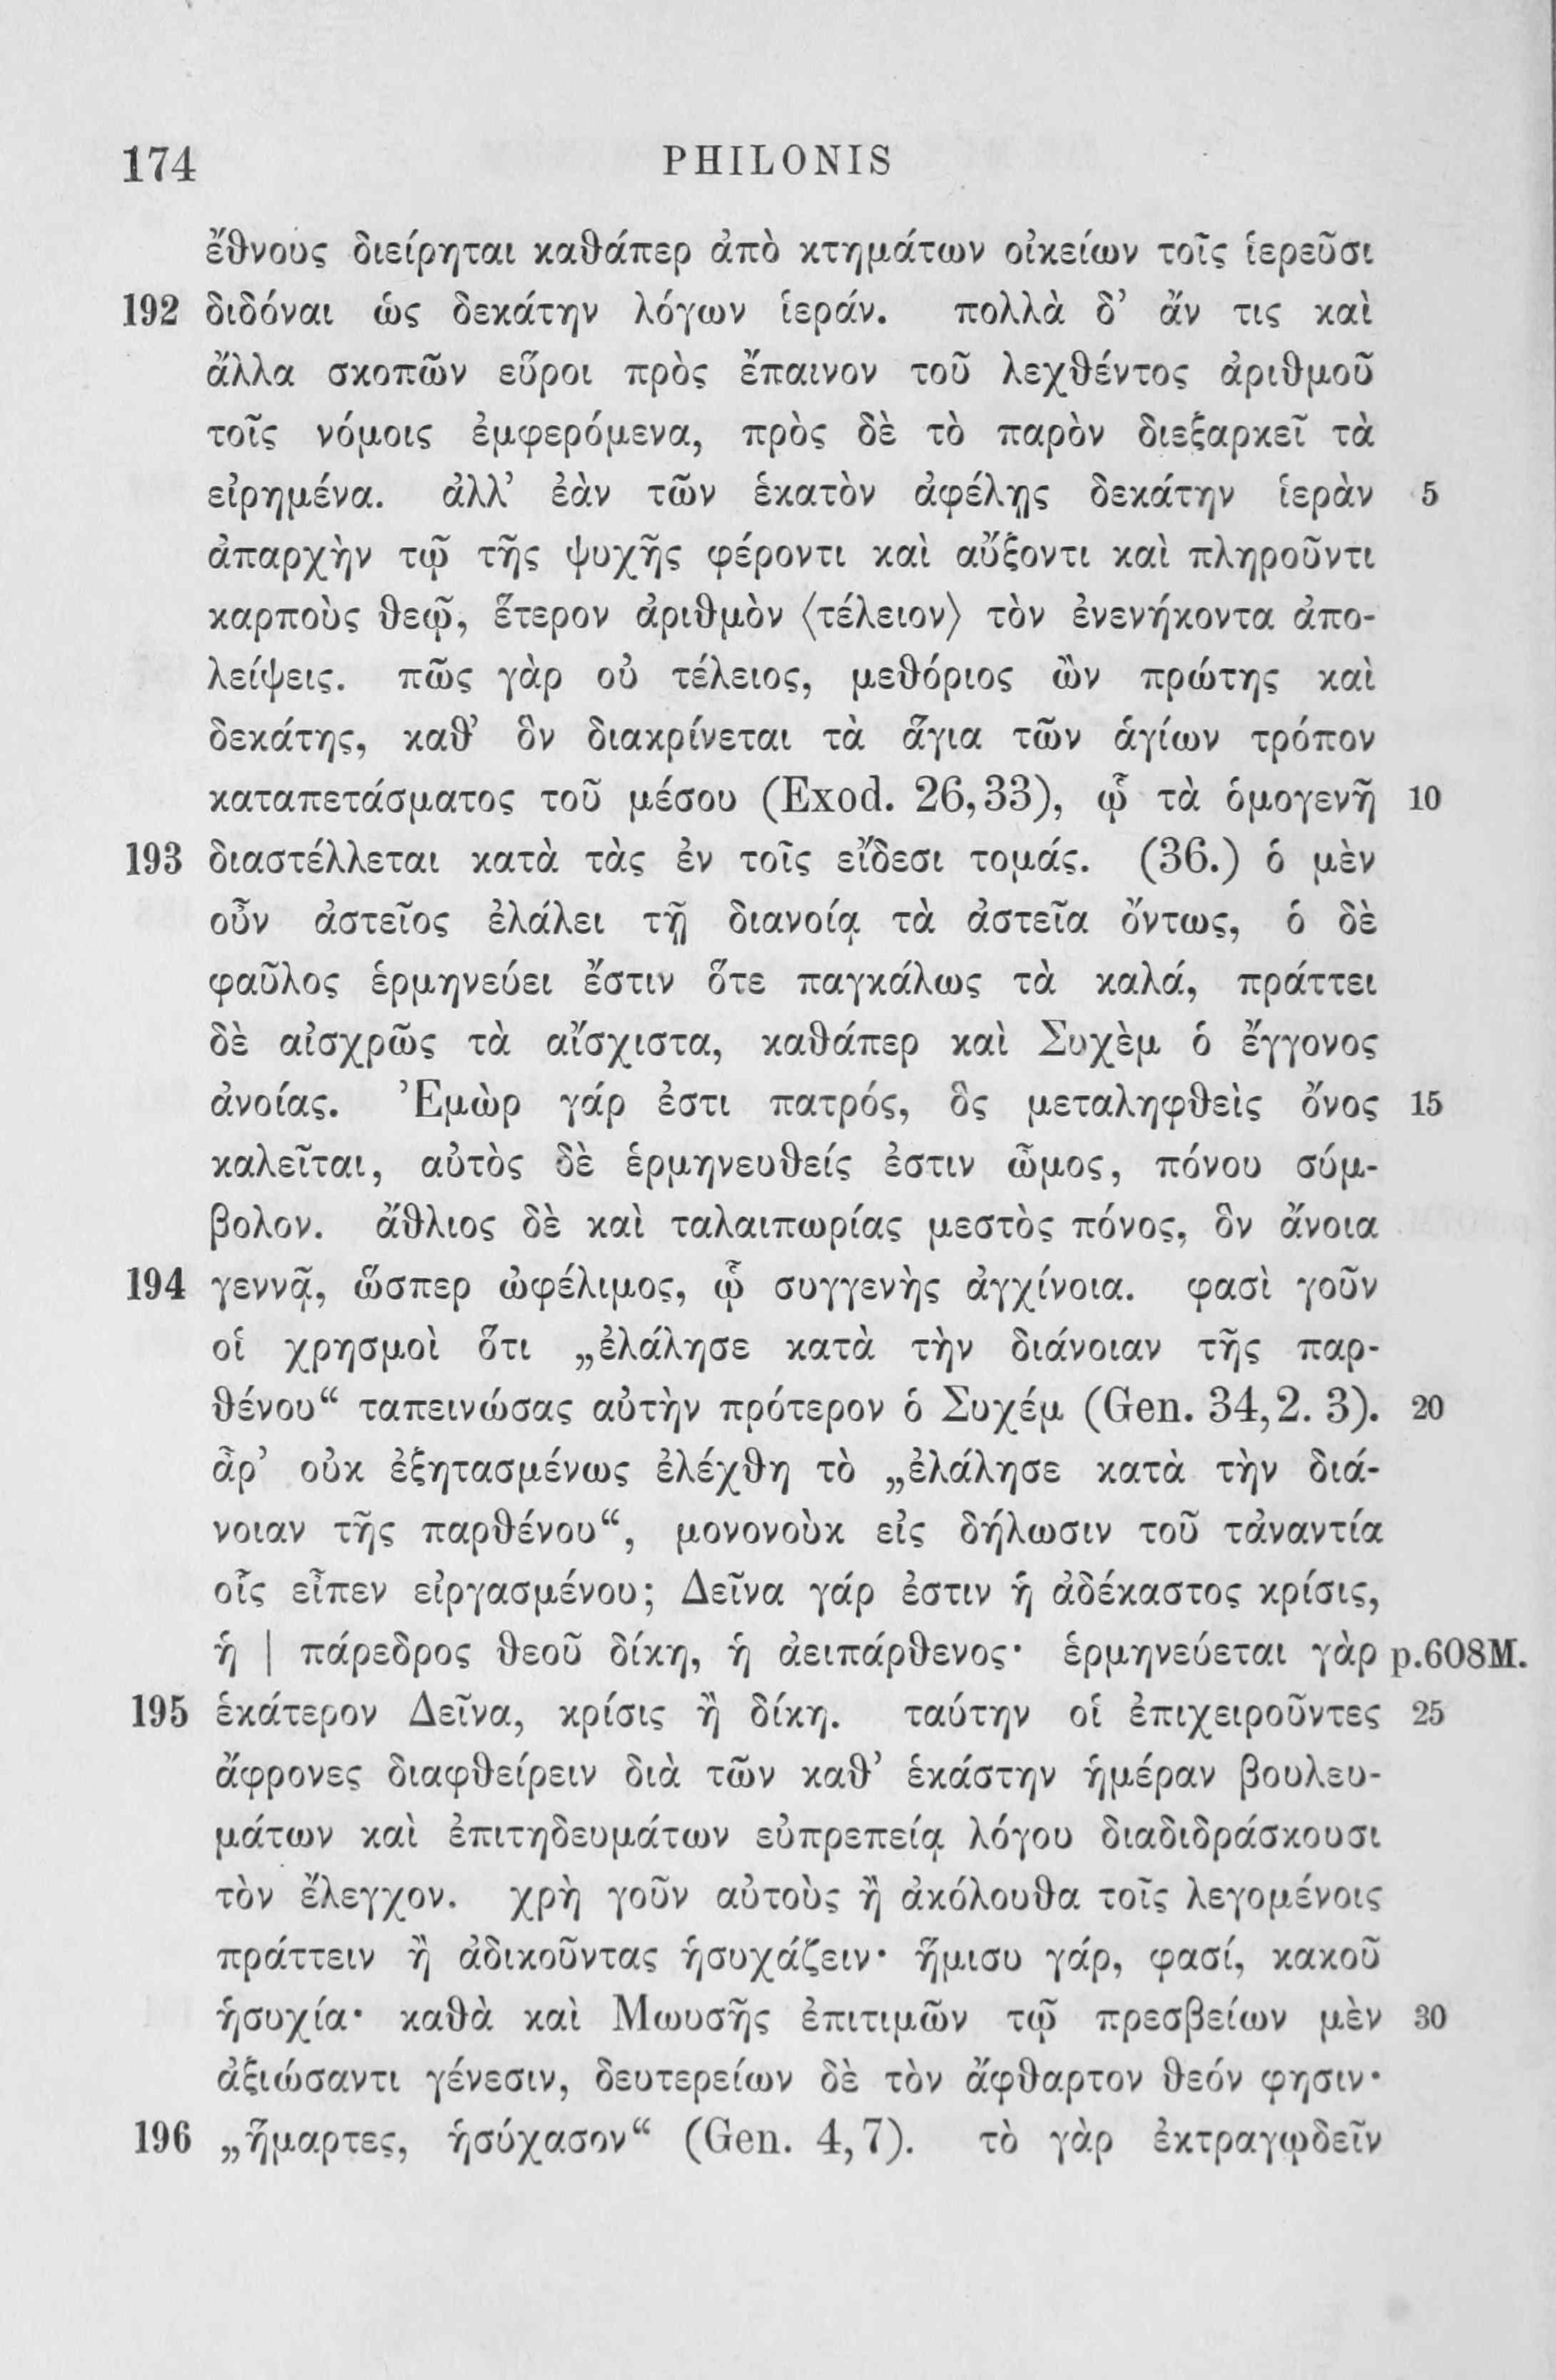 174 PHILONIS
ἔθνους διείρηται καθάπερ ἀπὸ κτημάτων οἰκείων τοῖς ἱερεῦσι
192 διδόναι ὡς δεκάτην λόγων ἱεράν. πολλὰ δ’ ἄν τις καὶ
ἄλλα σκοπῶν εὕροι πρὸς ἔπαινον τοῦ λεχθέντος ἀριθμοῦ
τοῖς νόμοις ἐμφερόμενα, πρὸς δὲ τὸ παρὸν διεξαρκεῖ τὰ
εἰρημένα. ἀλλ’ ἐὰν τῶν ἑκατὸν ἀφέλῃς δεκάτην ἱερὰν 5
ἀπαρχὴν τῷ τῆς ψυχῆς φέροντι καὶ αὔξοντι καὶ πληροῦντι
καρποὺς θεῷ, ἕτερον ἀριθμὸν ⟨τέλειον⟩ τὸν ἐνενήκοντα ἀπο-
λείψεις. πῶς γὰρ οὐ τέλειος, μεθόριος ὢν πρώτης καὶ
δεκάτης, καθ’ ὃν διακρίνεται τὰ ἅγια τῶν ἁγίων τρόπον
καταπετάσματος τοῦ μέσου (Exod. 26,33), ᾧ τὰ ὁμογενῆ 10
193 διαστέλλεται κατὰ τὰς ἐν τοῖς εἴδεσι τομάς. (36.) ὁ μὲν
οὖν ἀστεῖος ἐλάλει τῇ διανοίᾳ τὰ ἀστεῖα ὄντως, ὁ δὲ
φαῦλος ἑρμηνεύει ἔστιν ὅτε παγκάλως τὰ καλά, πράττει
δὲ αἰσχρῶς τὰ αἴσχιστα, καθάπερ καὶ Συχὲμ ὁ ἔγγονος
ἀνοίας. Ἐμὼρ γάρ ἐστι πατρός, ὃς μεταληφθεὶς ὄνος 15
καλεῖται, αὐτὸς δὲ ἑρμηνευθείς ἐστιν ὦμος, πόνου σύμ-
βολον. ἄθλιος δὲ καὶ ταλαιπωρίας μεστὸς πόνος, ὃν ἄνοια
194 γεννᾷ, ὥσπερ ὠφέλιμος, ᾧ συγγενὴς ἀγχίνοια. φασὶ γοῦν
οἱ χρησμοὶ ὅτι „ἐλάλησε κατὰ τὴν διάνοιαν τῆς παρ-
θένου“ ταπεινώσας αὐτὴν πρότερον ὁ Συχέμ (Gen. 34,2. 3). 20
ἆρ’ οὐκ ἐξητασμένως ἐλέχθη τὸ „ἐλάλησε κατὰ τὴν διά-
νοιαν τῆς παρθένου“, μονονοὺκ εἰς δήλωσιν τοῦ τἀναντία
οἷς εἶπεν εἰργασμένου; Δεῖνα γάρ ἐστιν ἡ ἀδέκαστος κρίσις,
ἡ | πάρεδρος θεοῦ δίκη, ἡ ἀειπάρθενος· ἑρμηνεύεται γὰρ p.608M.
195 ἑκάτερον Δεῖνα, κρίσις ἢ δίκη. ταύτην οἱ ἐπιχειροῦντες 25
ἄφρονες διαφθείρειν διὰ τῶν καθ’ ἑκάστην ἡμέραν βουλευ-
μάτων καὶ ἐπιτηδευμάτων εὐπρεπείᾳ λόγου διαδιδράσκουσι
τὸν ἔλεγχον. χρὴ γοῦν αὐτοὺς ἢ ἀκόλουθα τοῖς λεγομένοις
πράττειν ἢ ἀδικοῦντας ἡσυχάζειν· ἥμισυ γάρ, φασί, κακοῦ
ἡσυχία· καθὰ καὶ Μωυσῆς ἐπιτιμῶν τῷ πρεσβείων μὲν 30
ἀξιώσαντι γένεσιν, δευτερείων δὲ τὸν ἄφθαρτον θεόν φησιν·
196 „ἥμαρτες, ἡσύχασον“ (Gen. 4,7). τὸ γὰρ ἐκτραγῳδεῖν